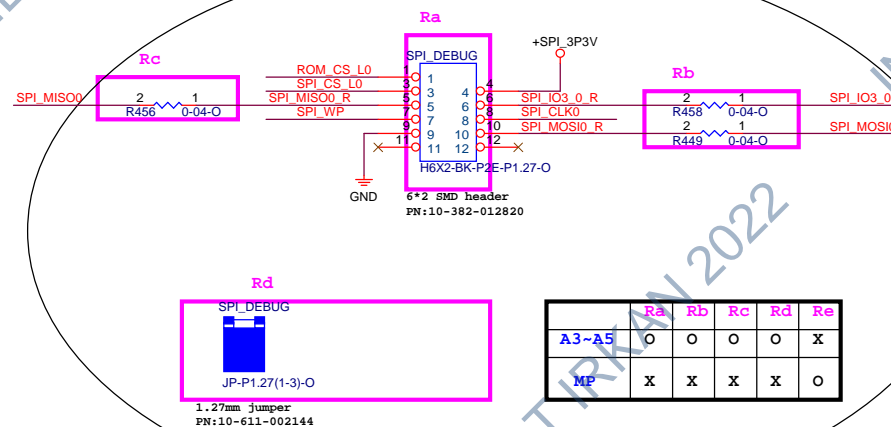 Ra
+SPI_3P3V
Rc
SPI_DEBUG
Rb
ROM_CS_L0
1
4
SPI_CS_L0
3
SPI_MISO0
2
1
SPI_MISO0_R
5
6
SPI_IO3_0_R
2
1
SPI_IO3_0
R456
0-04-O
SPI_WP
7
8
SPI_CLK0
R458
0-04-O
9
10
SPI_MOSI0_R
2
1
SPI_MOSI0
11
12
R449
0-04-O
1
3
5
7
9
11
4
6
8
10
12
H6X2-BK-P2E-P1.27-O
GND
6*2 SMD header
PN:10-382-012820
Rd
SPI_DEBUG
JP-P1.27(1-3)-O
1.27mm jumper
PN:10-611-002144
Ra Rb Rc Rd Re
A3~A5 O O O O X
MP X X X X O
TIRKAN 2022